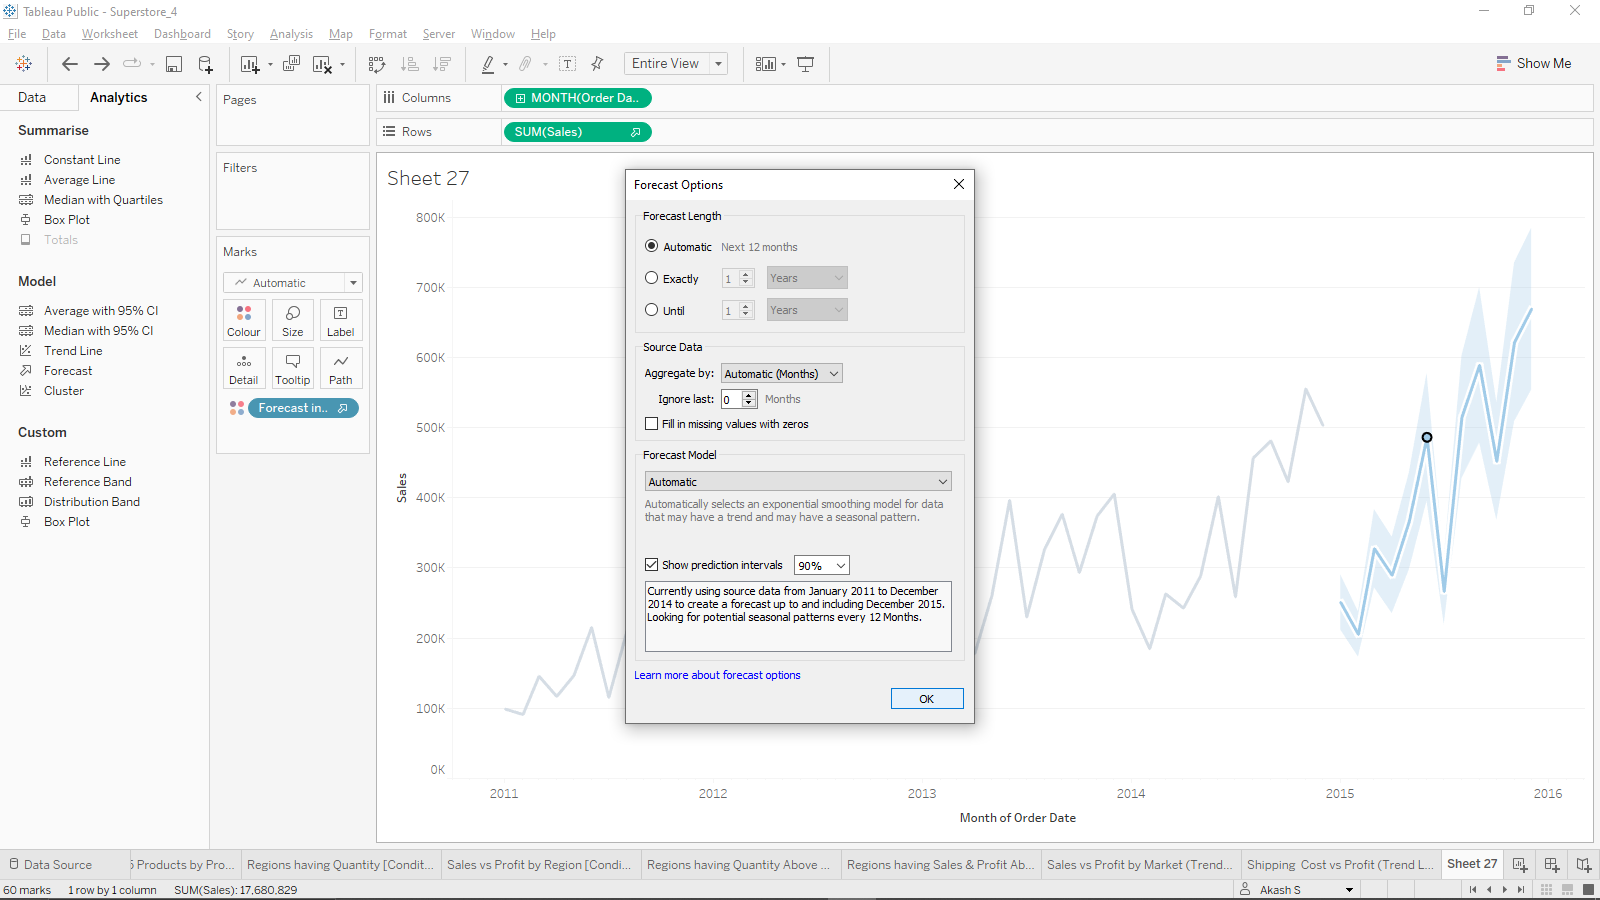 Tableau Public - Superstore_4
File Data Worksheet Dashboard Story Analysis Map Format Server Window Help
Entire View
Show Me
Data
Analytics
Summarise
Constant Line
Average Line
Median with Quartiles
Box Plot
Totals
Model
Average with 95% CI
Median with 95% CI
Trend Line
Forecast
Cluster
Custom
Reference Line
Reference Band
Distribution Band
Box Plot
Pages
Filters
Marks
Automatic
Colour Size Label
Detail Tooltip Path
Forecast in..
Columns
MONTH(Order Da..
Rows
SUM(Sales)
Sheet 27
800K
700K
600K
500K
400K
300K
200K
100K
0K
Sales
2011 2012 2013 2014 2015 2016
Month of Order Date
Forecast Options
Forecast Length
Automatic Next 12 months
Exactly 1 Years
Until 1 Years
Source Data
Aggregate by: Automatic (Months)
Ignore last: 0 Months
Fill in missing values with zeros
Forecast Model
Automatic
Automatically selects an exponential smoothing model for data
that may have a trend and may have a seasonal pattern.
Show prediction intervals 90%
Currently using source data from January 2011 to December
2014 to create a forecast up to and including December 2015.
Looking for potential seasonal patterns every 12 Months.
Learn more about forecast options
OK
Data Source
5 Products by Pro...
Regions having Quantity [Condit...
Sales vs Profit by Region [Condi...
Regions having Quantity Above ...
Regions having Sales & Profit Ab...
Sales vs Profit by Market (Trend...
Shipping Cost vs Profit (Trend L...
Sheet 27
60 marks 1 row by 1 column SUM(Sales): 17,680,829
Akash S